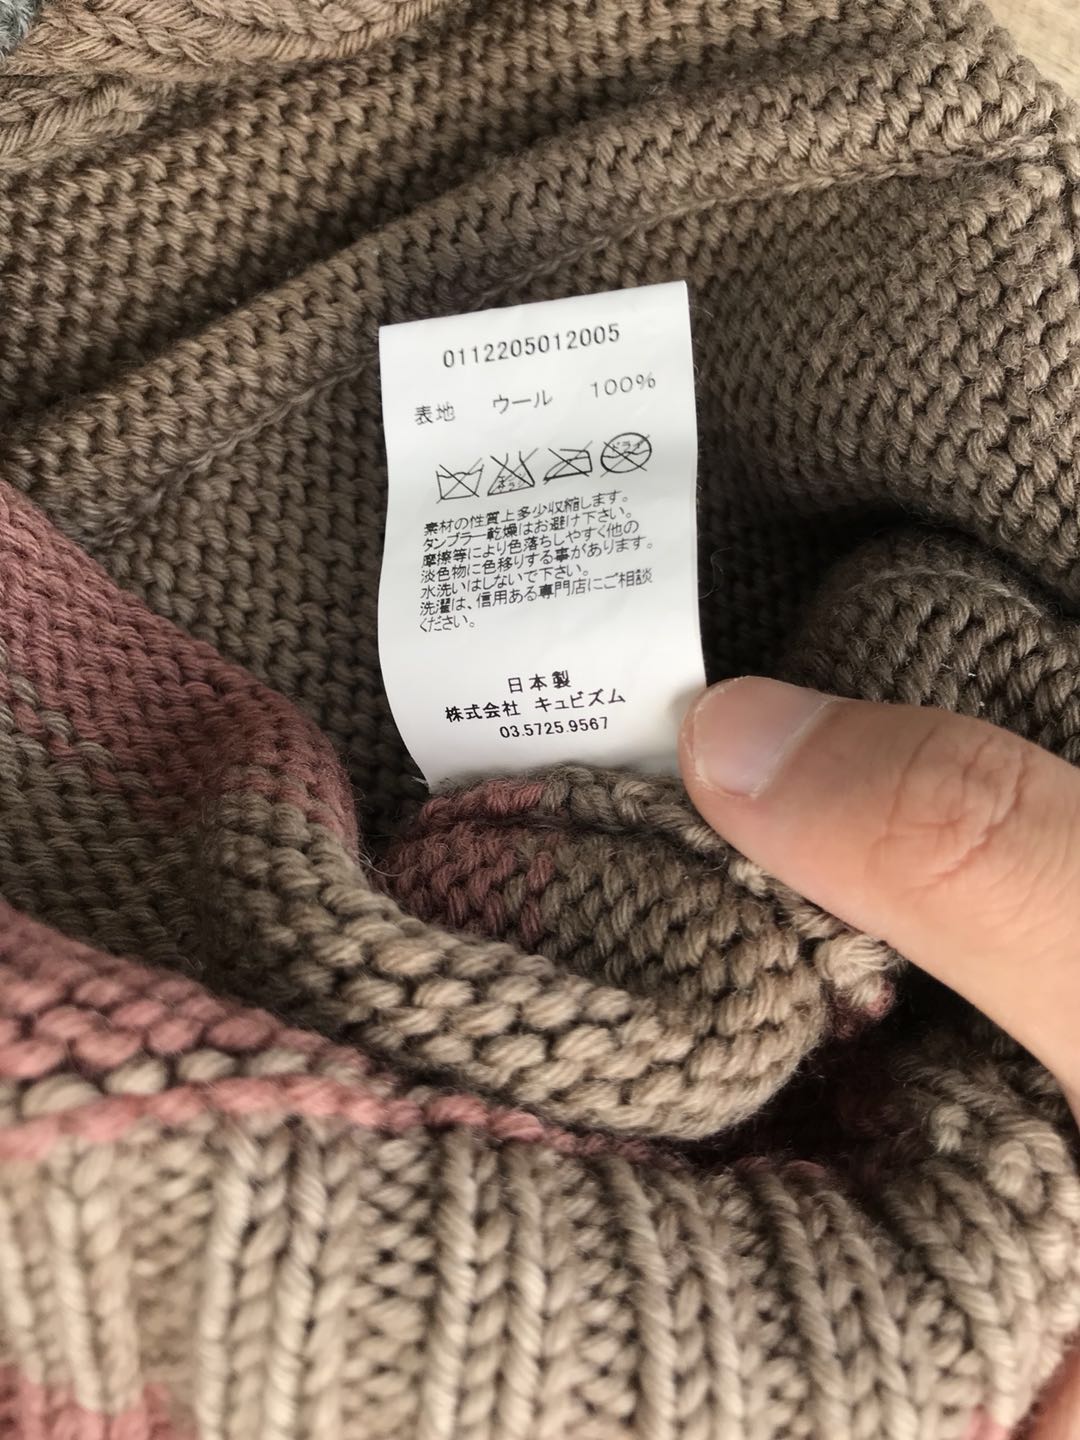 0112205012005
表地 ウール 100%
素材の性質上多少収縮します。
タンブラー乾燥はお避け下さい。
摩擦等により色落ちしやすく他の
淡色物に色移りする事があります。
水洗いはしないで下さい。
洗濯は、信用ある専門店にご相談
ください。
日本製
株式会社 キュビズム
03.5725.9567